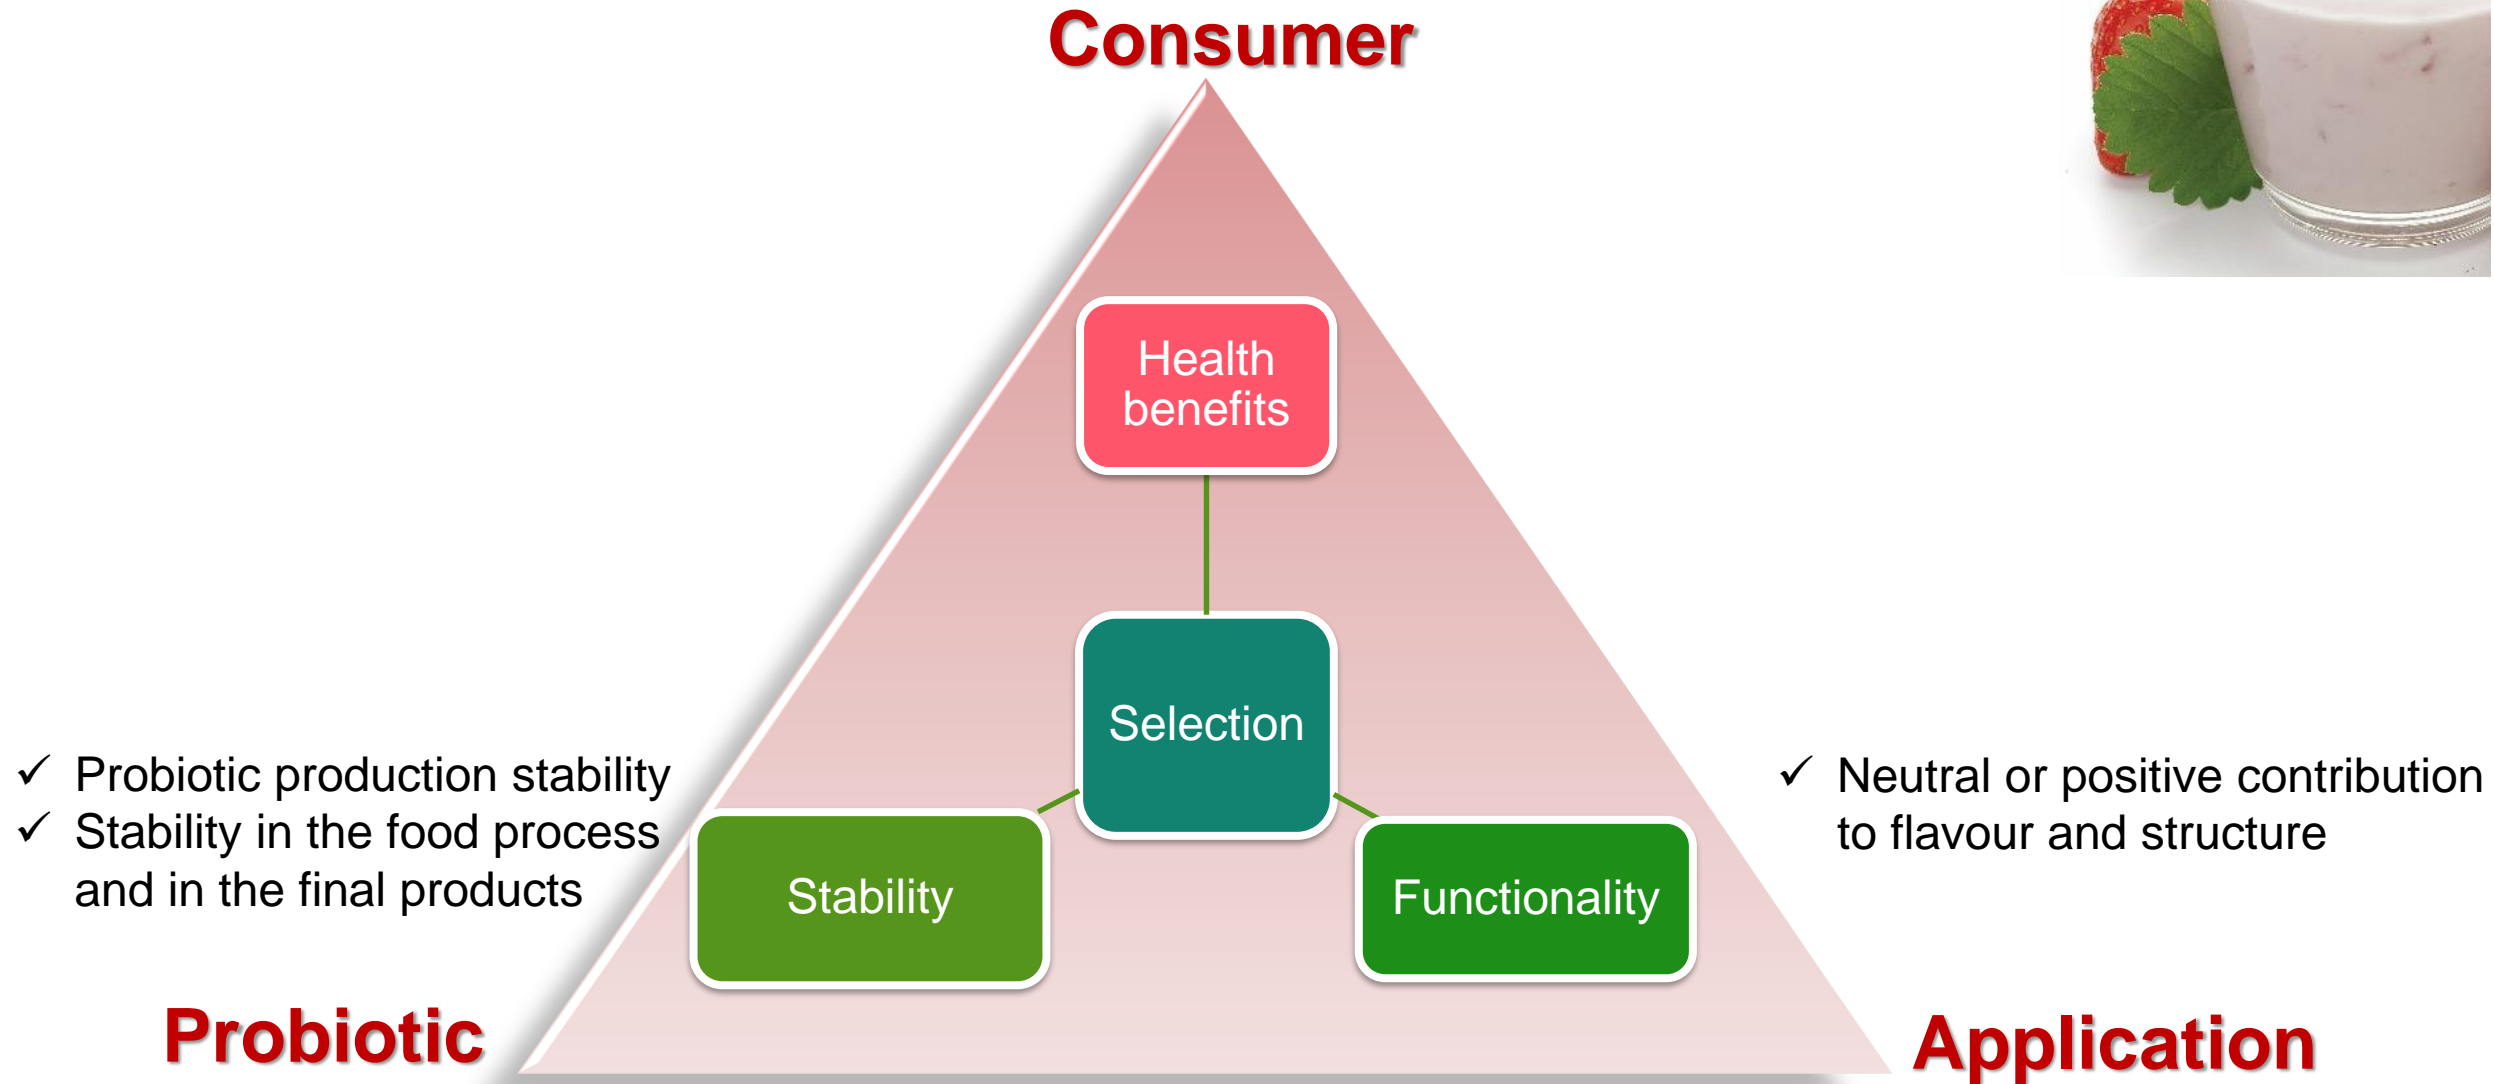 Consumer
Health
benefits
Selection
✓ Probiotic production stability
✓ Stability in the food process
and in the final products
✓ Neutral or positive contribution
to flavour and structure
Stability
Functionality
Probiotic
Application